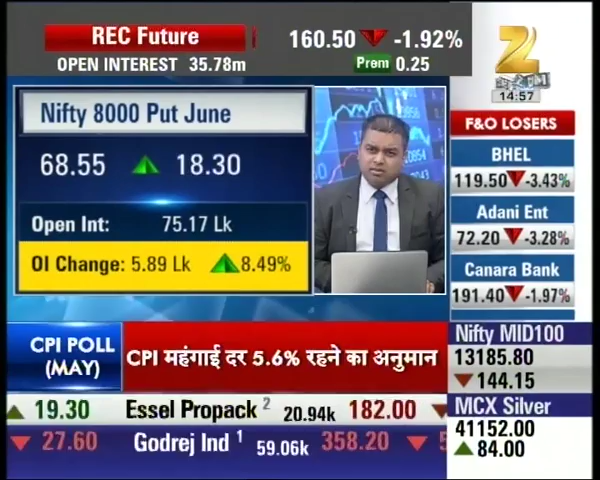 REC Future
160.50 -1.92%
OPEN INTEREST 35.78m
Prem 0.25
14:57
Nifty 8000 Put June
68.55 18.30
Open Int: 75.17 Lk
OI Change: 5.89 Lk 8.49%
F&O LOSERS
BHEL
119.50 -3.43%
Adani Ent
72.20 -3.28%
Canara Bank
191.40 -1.97%
CPI POLL
(MAY)
CPI महंगाई दर 5.6% रहने का अनुमान
Nifty MID100
13185.80
144.15
MCX Silver
41152.00
84.00
19.30 Essel Propack 2 20.94k 182.00
27.60 Godrej Ind 1 59.06k 358.20